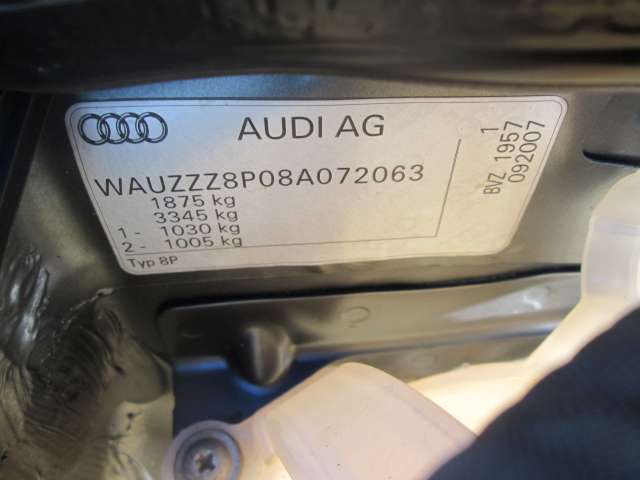 AUDI AG
WAUZZZ8P08A072063
1875 kg
3345 kg
1 - 1030 kg
2 - 1005 kg
Typ 8P
1
BVZ 1957
092007